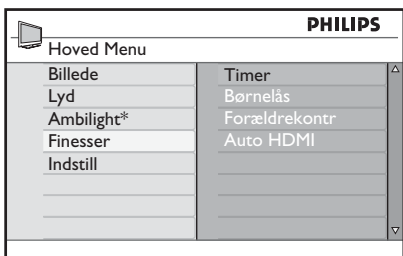 PHILIPS
Hoved Menu
Billede
Lyd
Ambilight*
Finesser
Indstill
Timer
Børnelås
Forældrekontr
Auto HDMI